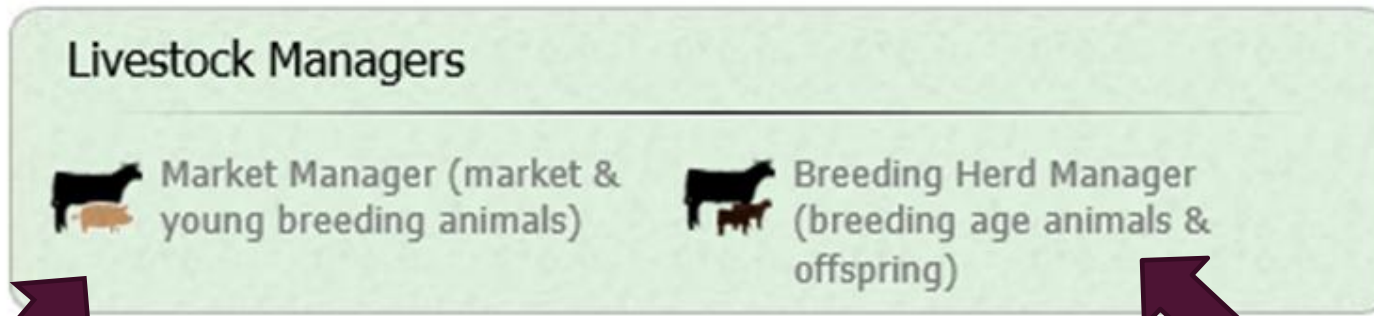 Livestock Managers
Market Manager (market &
young breeding animals)
Breeding Herd Manager
(breeding age animals &
offspring)